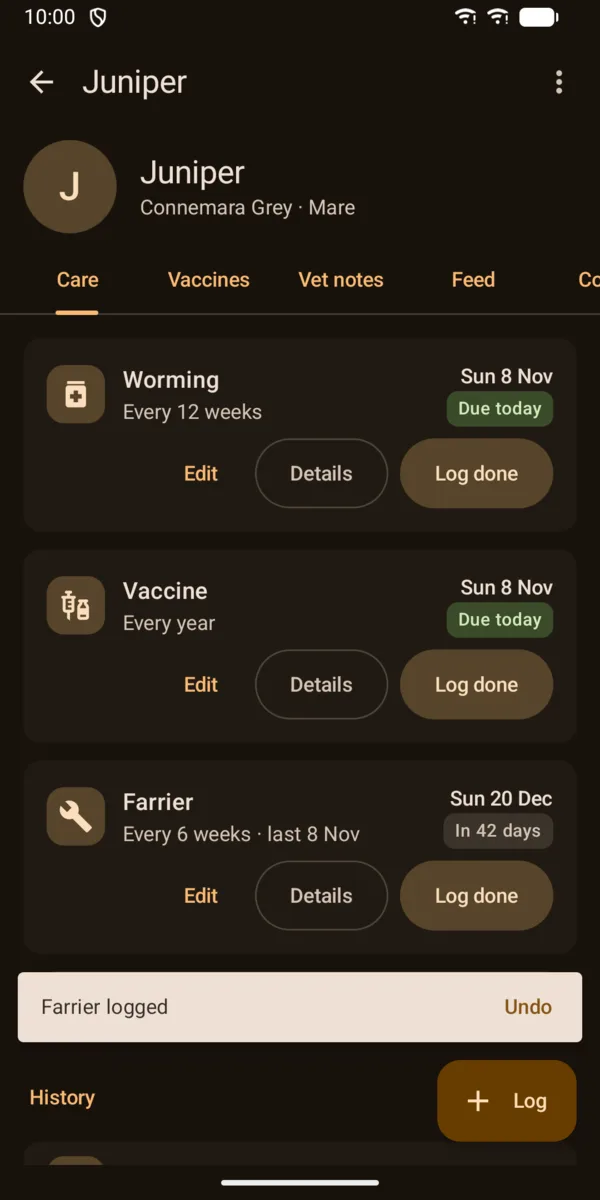 10:00
Juniper
J
Juniper
Connemara Grey · Mare
Care Vaccines Vet notes Feed Co
Worming
Every 12 weeks
Sun 8 Nov
Due today
Edit Details Log done
Vaccine
Every year
Sun 8 Nov
Due today
Edit Details Log done
Farrier
Every 6 weeks · last 8 Nov
Sun 20 Dec
In 42 days
Edit Details Log done
Farrier logged Undo
History
+ Log